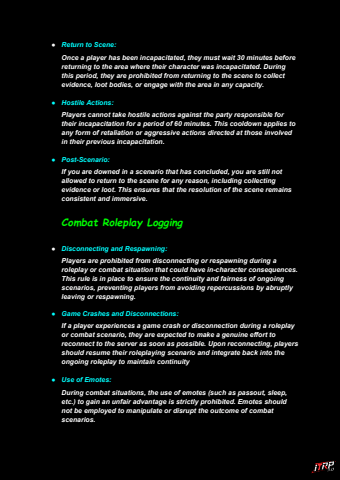 Return to Scene:
Once a player has been incapacitated, they must wait 30 minutes before
returning to the area where their character was incapacitated. During
this period, they are prohibited from returning to the scene to collect
evidence, loot bodies, or engage with the area in any capacity.
Hostile Actions:
Players cannot take hostile actions against the party responsible for
their incapacitation for a period of 60 minutes. This cooldown applies to
any form of retaliation or aggressive actions directed at those involved
in their previous incapacitation.
Post-Scenario:
If you are downed in a scenario that has concluded, you are still not
allowed to return to the scene for any reason, including collecting
evidence or loot. This ensures that the resolution of the scene remains
consistent and immersive.
Combat Roleplay Logging
Disconnecting and Respawning:
Players are prohibited from disconnecting or respawning during a
roleplay or combat situation that could have in-character consequences.
This rule is in place to ensure the continuity and fairness of ongoing
scenarios, preventing players from avoiding repercussions by abruptly
leaving or respawning.
Game Crashes and Disconnections:
If a player experiences a game crash or disconnection during a roleplay
or combat scenario, they are expected to make a genuine effort to
reconnect to the server as soon as possible. Upon reconnecting, players
should resume their roleplaying scenario and integrate back into the
ongoing roleplay to maintain continuity
Use of Emotes:
During combat situations, the use of emotes (such as passout, sleep,
etc.) to gain an unfair advantage is strictly prohibited. Emotes should
not be employed to manipulate or disrupt the outcome of combat
scenarios.